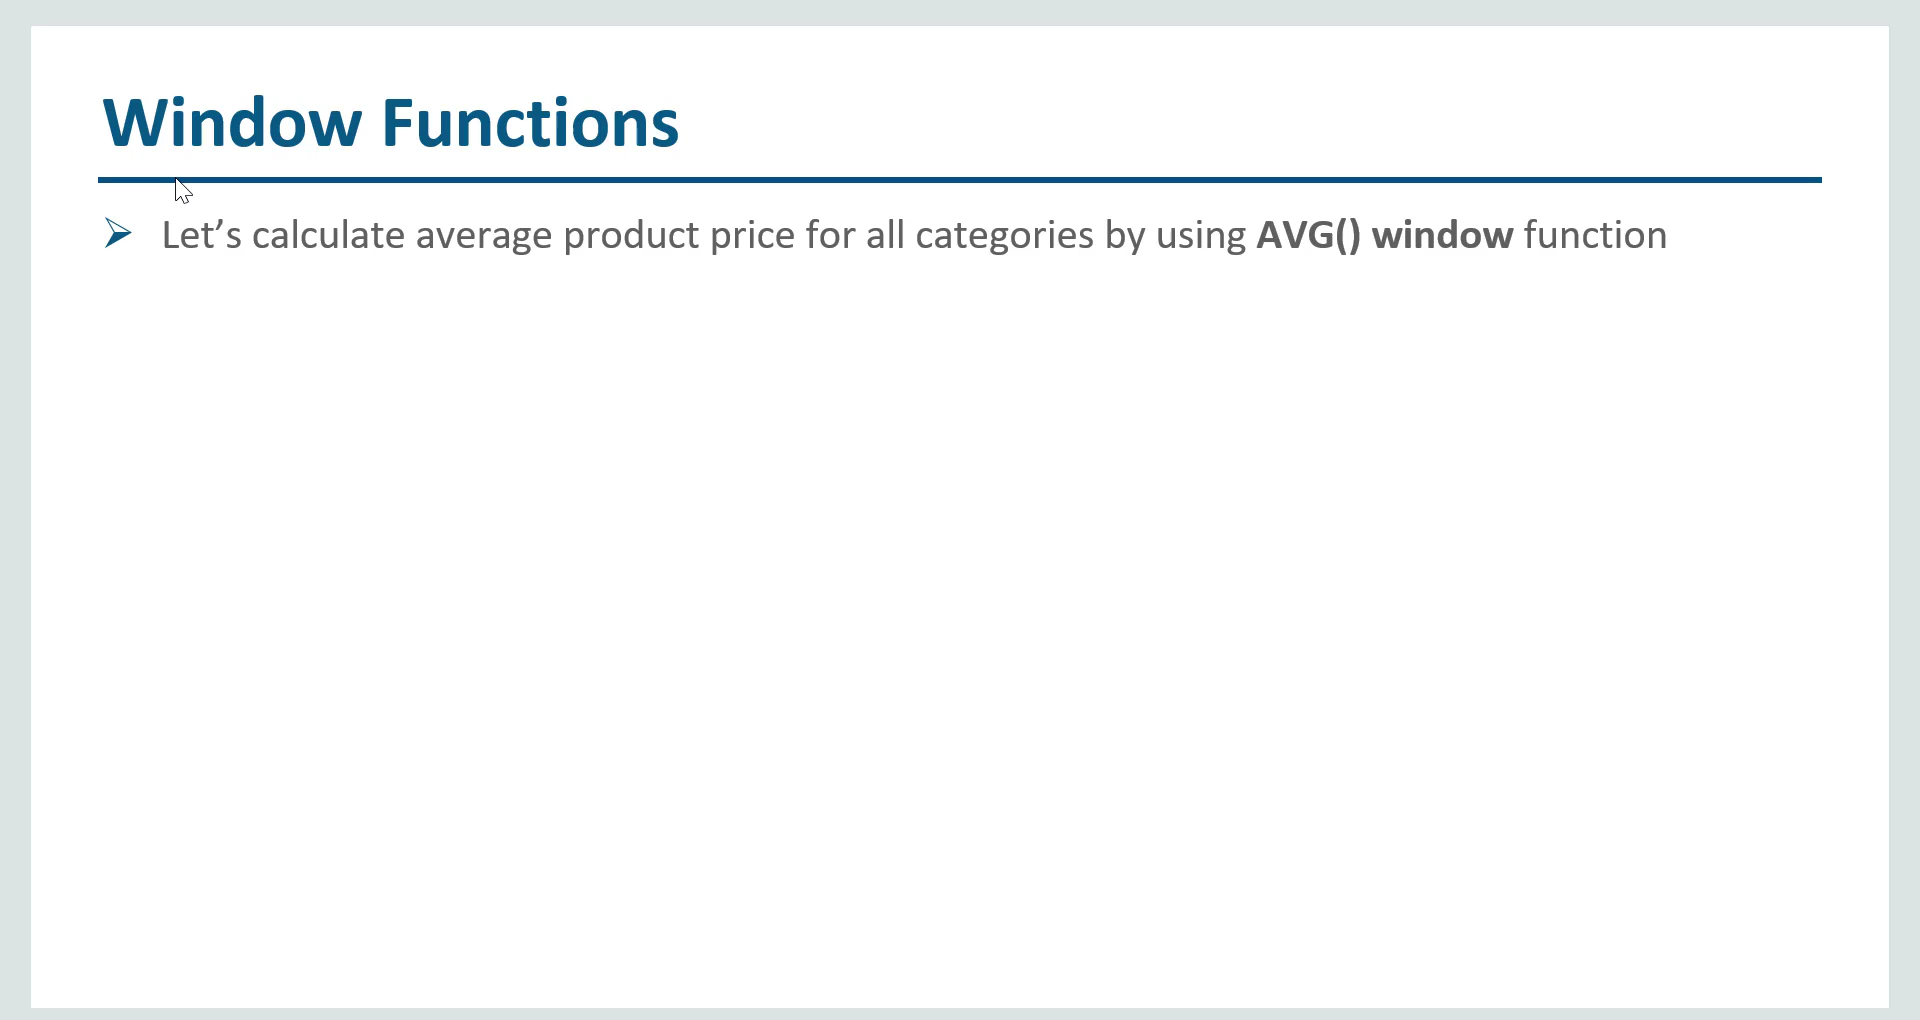 Window Functions
Let’s calculate average product price for all categories by using AVG() window function